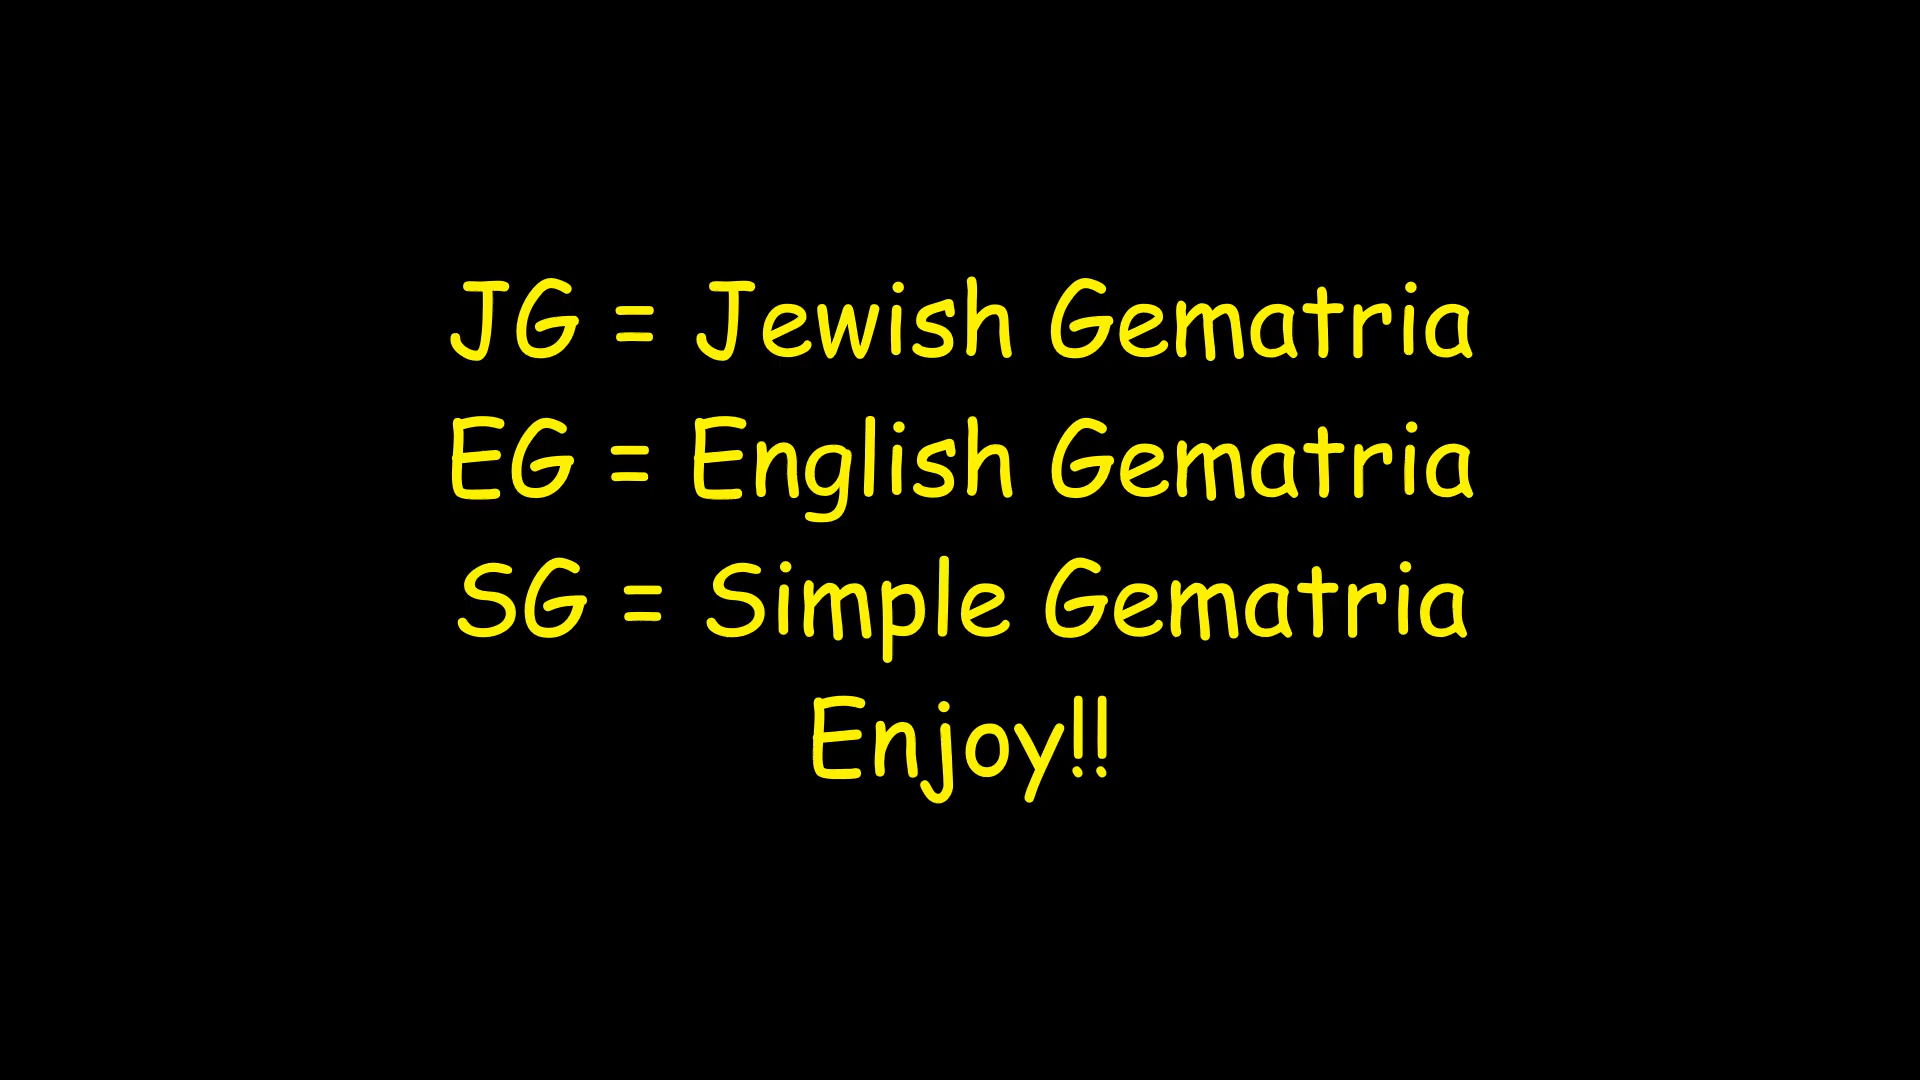 JG = Jewish Gematria
EG = English Gematria
SG = Simple Gematria
Enjoy!!